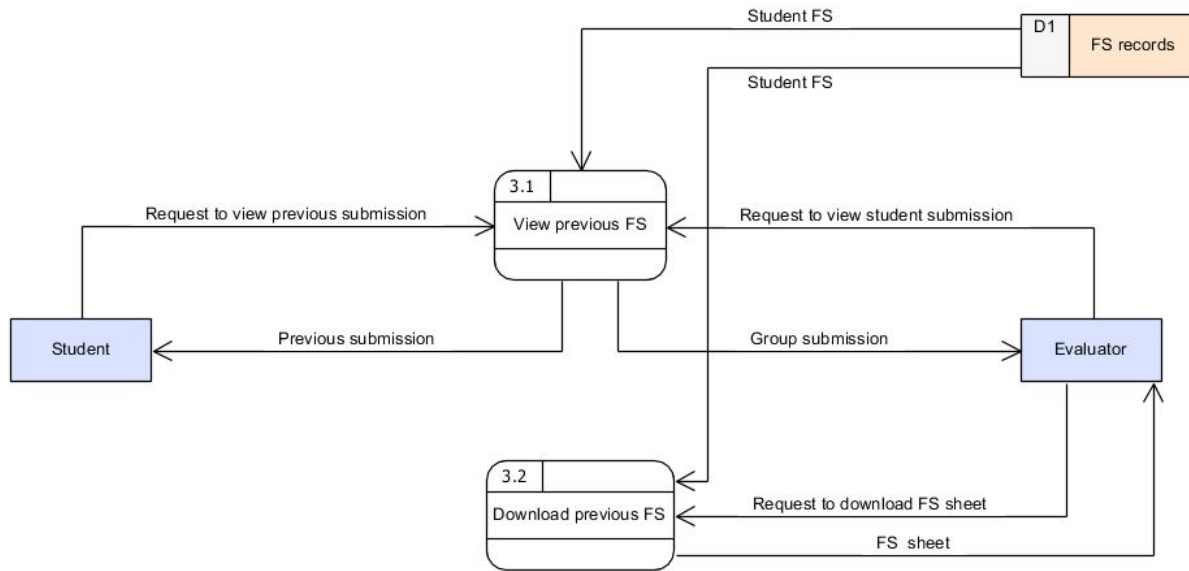 Student FS
D1
FS records
Student FS
3.1
View previous FS
Request to view previous submission
Request to view student submission
Student
Previous submission
Group submission
Evaluator
3.2
Download previous FS
Request to download FS sheet
FS sheet